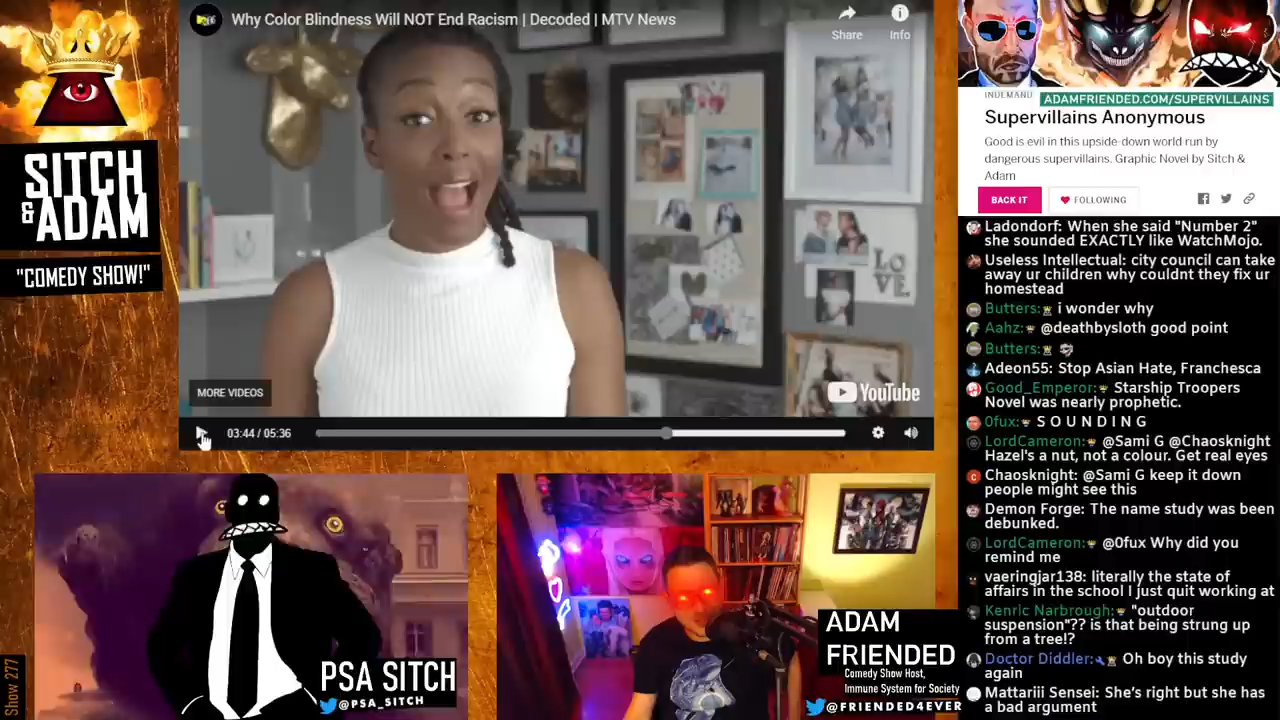 Why Color Blindness Will NOT End Racism | Decoded | MTV News
Share
Info
SITCH
& ADAM
"COMEDY SHOW!"
LOVE
MORE VIDEOS
YouTube
03:44 / 05:36
INDEMAND
ADAMFRIENDED.COM/SUPERVILLAINS
Supervillains Anonymous
Good is evil in this upside-down world run by
dangerous supervillains. Graphic Novel by Sitch &
Adam
BACK IT
FOLLOWING
Ladondorf: When she said "Number 2"
she sounded EXACTLY like WatchMojo.
Useless Intellectual: city council can take
away ur children why couldnt they fix ur
homestead
Butters: i wonder why
Aahz: @deathbysloth good point
Butters:
Adeon55: Stop Asian Hate, Franchesca
Good_Emperor: Starship Troopers
Novel was nearly prophetic.
0fux: S O U N D I N G
LordCameron: @Sami G @Chaosknight
Hazel's a nut, not a colour. Get real eyes
Chaosknight: @Sami G keep it down
people might see this
Demon Forge: The name study was been
debunked.
LordCameron: @0fux Why did you
remind me
vaeringjar138: literally the state of
affairs in the school I just quit working at
Kenric Narbrough: "outdoor
suspension"?? is that being strung up
from a tree!?
Doctor Diddler: Oh boy this study
again
Mattariii Sensei: She's right but she has
a bad argument
Show 277
PSA SITCH
@PSA_SITCH
ADAM
FRIENDED
Comedy Show Host,
Immune System for Society
@FRIENDED4EVER